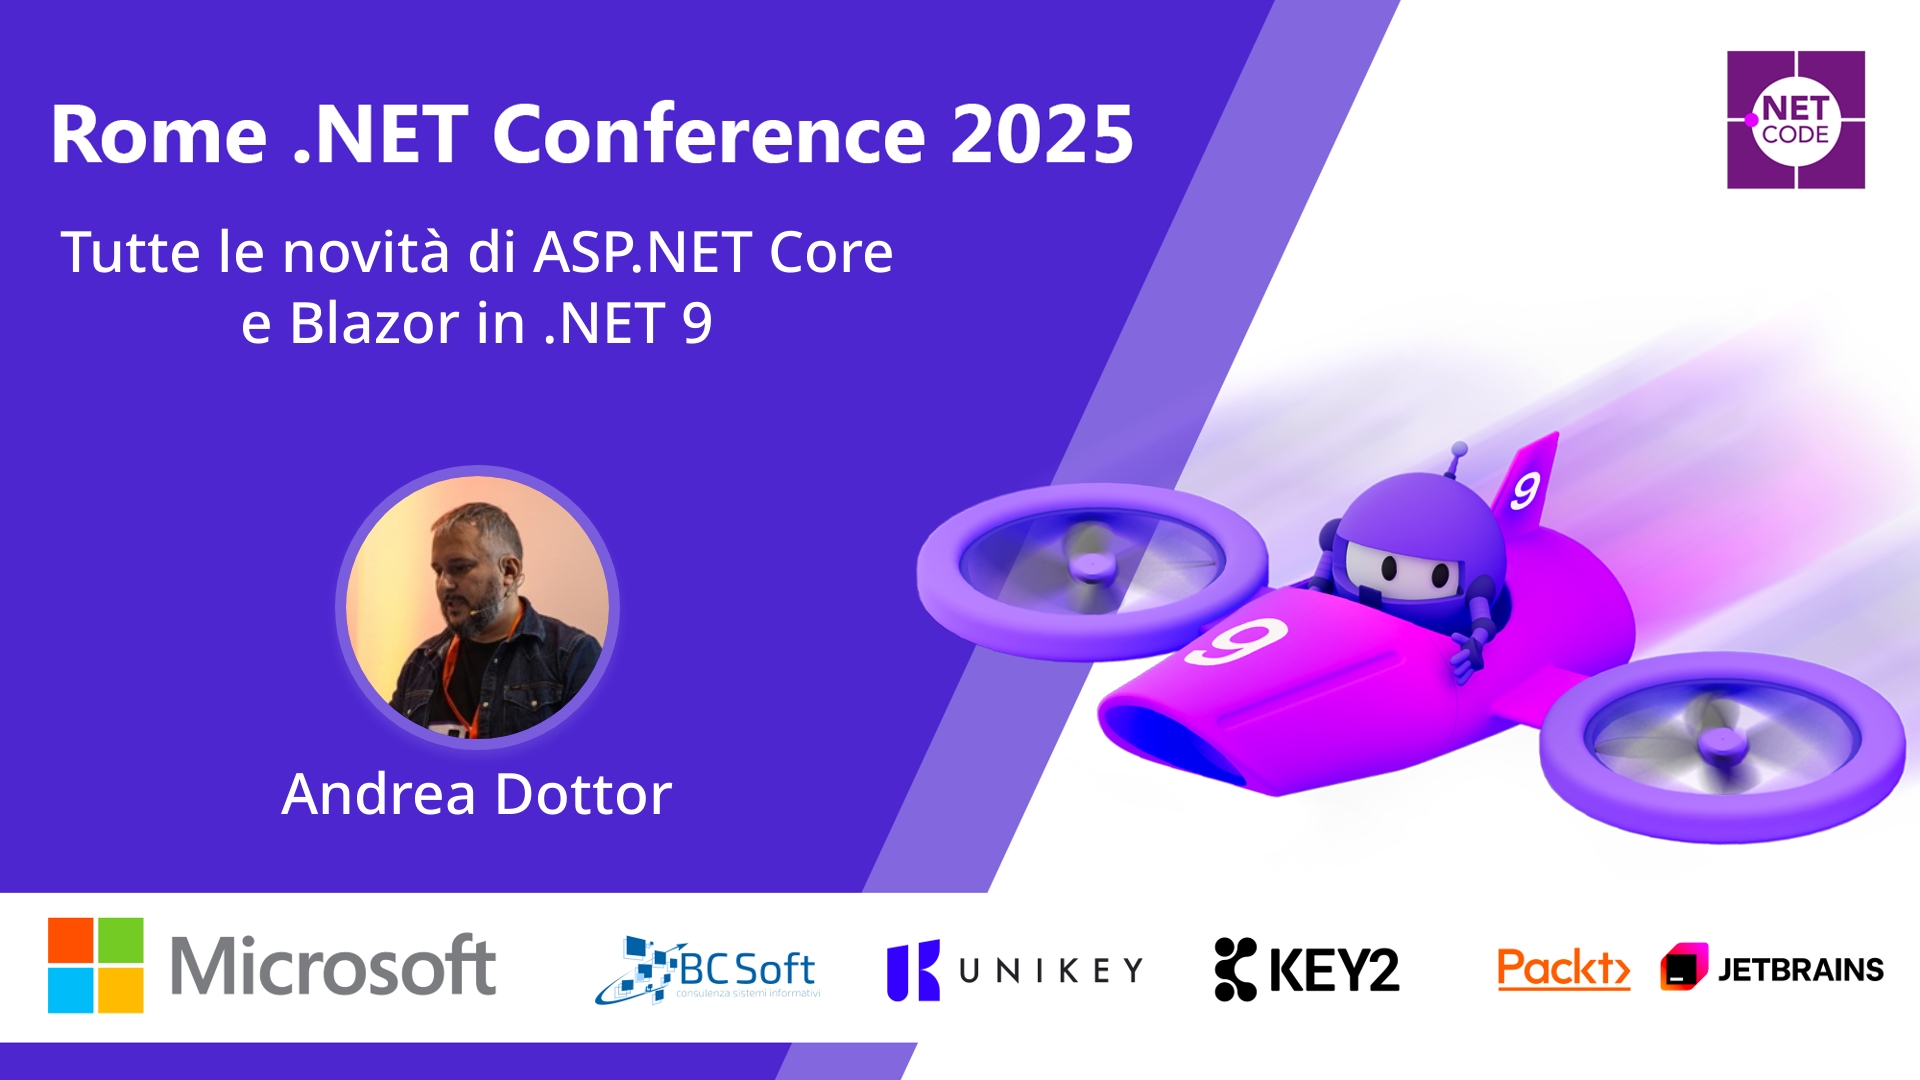 Rome .NET Conference 2025
.NET
CODE
Tutte le novità di ASP.NET Core
e Blazor in .NET 9
9
9
Andrea Dottor
Microsoft
BC Soft
consulenza sistemi informativi
UNIKEY
KEY2
Packt>
JETBRAINS